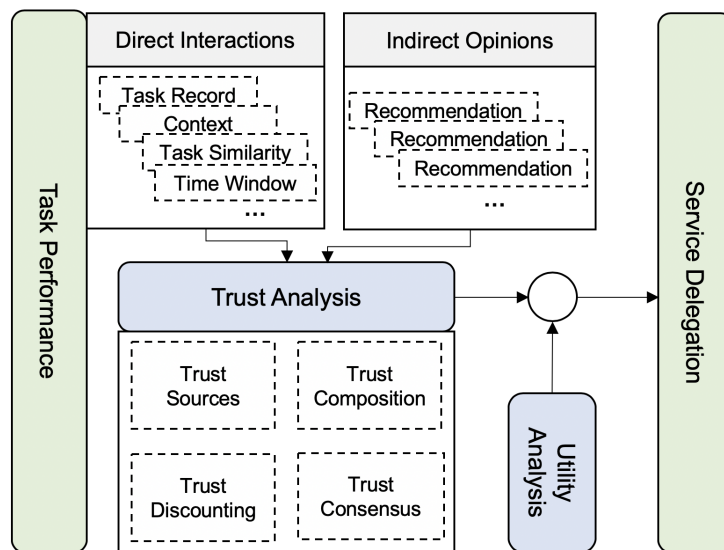 Task Performance
Direct Interactions
Task Record
Context
Task Similarity
Time Window
...
Indirect Opinions
Recommendation
Recommendation
Recommendation
...
Trust Analysis
Trust
Sources
Trust
Composition
Trust
Discounting
Trust
Consensus
Utility
Analysis
Service Delegation